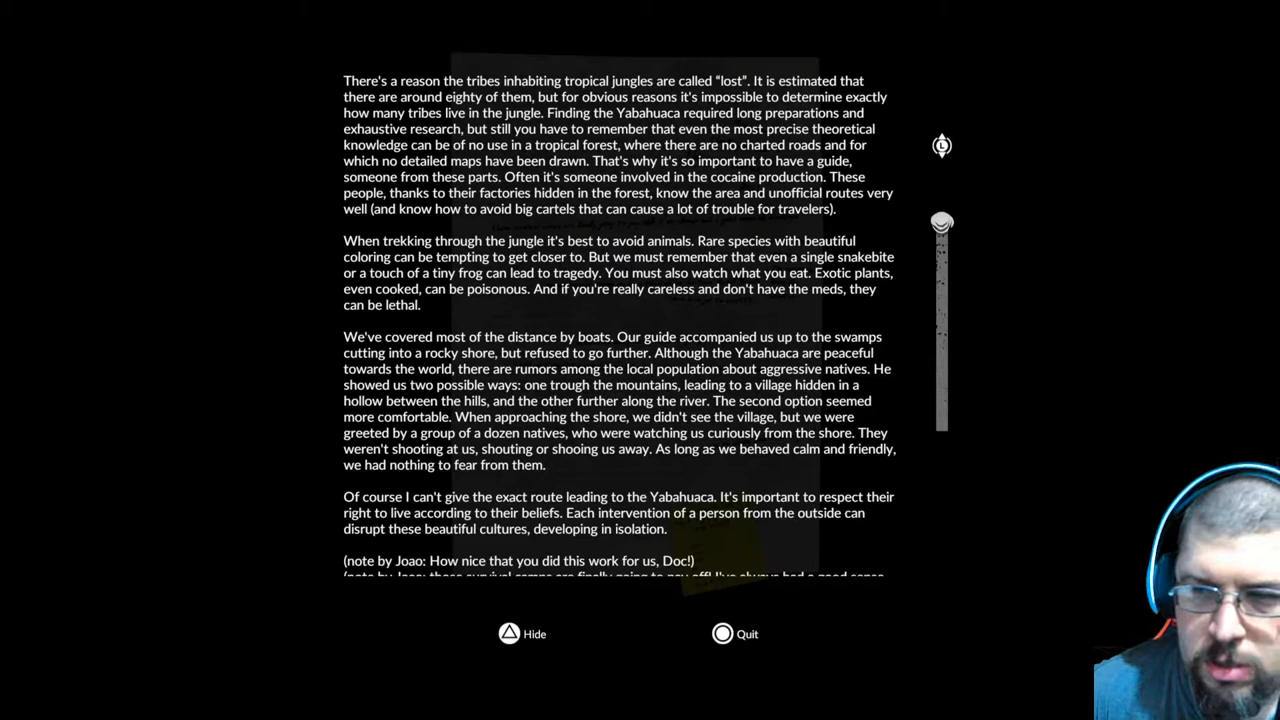 There's a reason the tribes inhabiting tropical jungles are called “lost”. It is estimated that
there are around eighty of them, but for obvious reasons it's impossible to determine exactly
how many tribes live in the jungle. Finding the Yabahuaca required long preparations and
exhaustive research, but still you have to remember that even the most precise theoretical
knowledge can be of no use in a tropical forest, where there are no charted roads and for
which no detailed maps have been drawn. That's why it's so important to have a guide,
someone from these parts. Often it's someone involved in the cocaine production. These
people, thanks to their factories hidden in the forest, know the area and unofficial routes very
well (and know how to avoid big cartels that can cause a lot of trouble for travelers).
When trekking through the jungle it's best to avoid animals. Rare species with beautiful
coloring can be tempting to get closer to. But we must remember that even a single snakebite
or a touch of a tiny frog can lead to tragedy. You must also watch what you eat. Exotic plants,
even cooked, can be poisonous. And if you're really careless and don't have the meds, they
can be lethal.
We've covered most of the distance by boats. Our guide accompanied us up to the swamps
cutting into a rocky shore, but refused to go further. Although the Yabahuaca are peaceful
towards the world, there are rumors among the local population about aggressive natives. He
showed us two possible ways: one trough the mountains, leading to a village hidden in a
hollow between the hills, and the other further along the river. The second option seemed
more comfortable. When approaching the shore, we didn't see the village, but we were
greeted by a group of a dozen natives, who were watching us curiously from the shore. They
weren't shooting at us, shouting or shooing us away. As long as we behaved calm and friendly,
we had nothing to fear from them.
Of course I can't give the exact route leading to the Yabahuaca. It's important to respect their
right to live according to their beliefs. Each intervention of a person from the outside can
disrupt these beautiful cultures, developing in isolation.
(note by Joao: How nice that you did this work for us, Doc!)
(note by Joao: these survival camps are finally going to pay off! I've always had a good sense
L
Hide
Quit